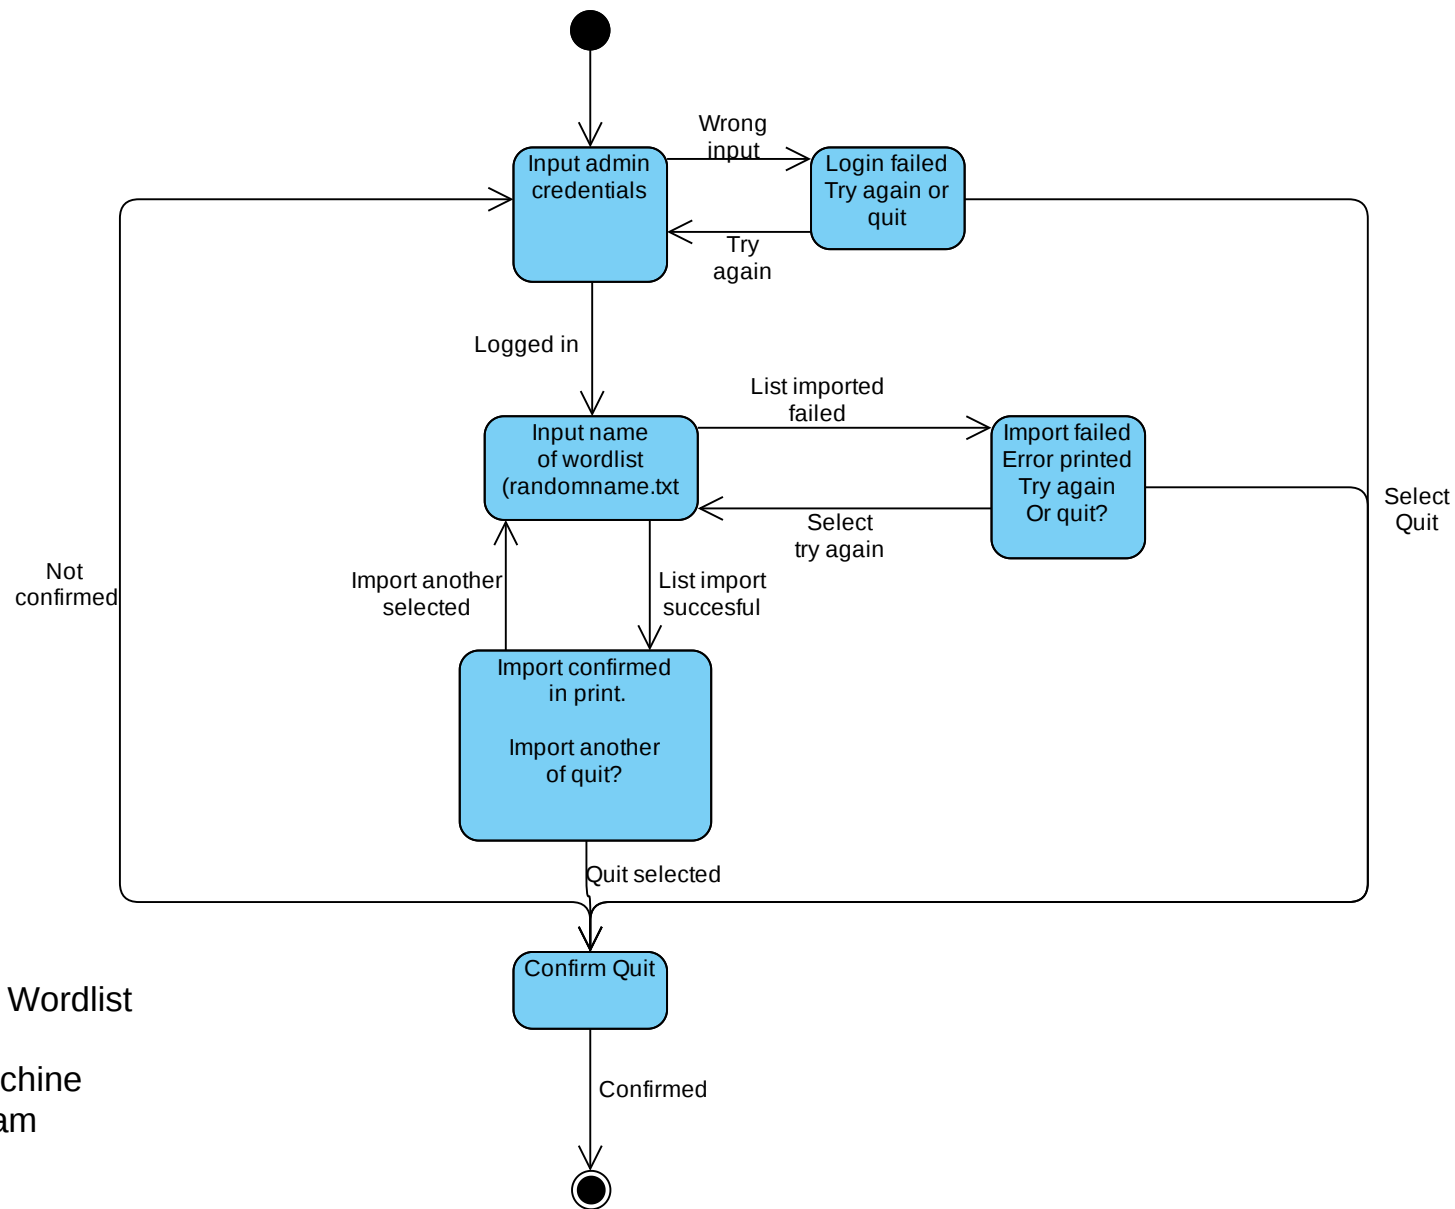 Wrong
input
Input admin
credentials
Login failed
Try again or
quit
Try
again
Logged in
List imported
failed
Input name
of wordlist
(randomname.txt
Import failed
Error printed
Try again
Or quit?
Select
Quit
Select
try again
Not
confirmed
Import another
selected
List import
succesful
Import confirmed
in print.
Import another
of quit?
Quit selected
Confirm Quit
Wordlist
Confirmed